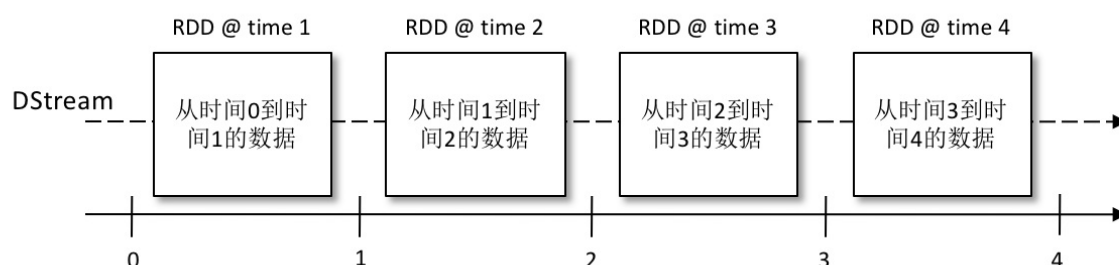 RDD @ time 1
RDD @ time 2
RDD @ time 3
RDD @ time 4
DStream
从时间0到时
间1的数据
从时间1到时
间2的数据
从时间2到时
间3的数据
从时间3到时
间4的数据
0
1
2
3
4